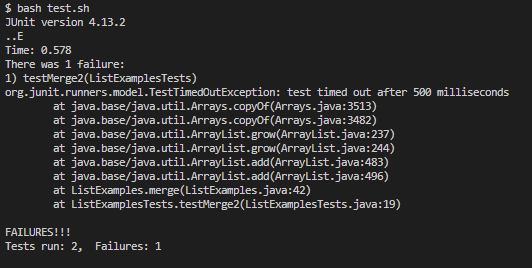 $ bash test.sh
JUnit version 4.13.2
..E
Time: 0.578
There was 1 failure:
1) testMerge2(ListExamplesTests)
org.junit.runners.model.TestTimedOutException: test timed out after 500 milliseconds
        at java.base/java.util.Arrays.copyOf(Arrays.java:3513)
        at java.base/java.util.Arrays.copyOf(Arrays.java:3482)
        at java.base/java.util.ArrayList.grow(ArrayList.java:237)
        at java.base/java.util.ArrayList.grow(ArrayList.java:244)
        at java.base/java.util.ArrayList.add(ArrayList.java:483)
        at java.base/java.util.ArrayList.add(ArrayList.java:496)
        at ListExamples.merge(ListExamples.java:42)
        at ListExamplesTests.testMerge2(ListExamplesTests.java:19)

FAILURES!!!
Tests run: 2,  Failures: 1